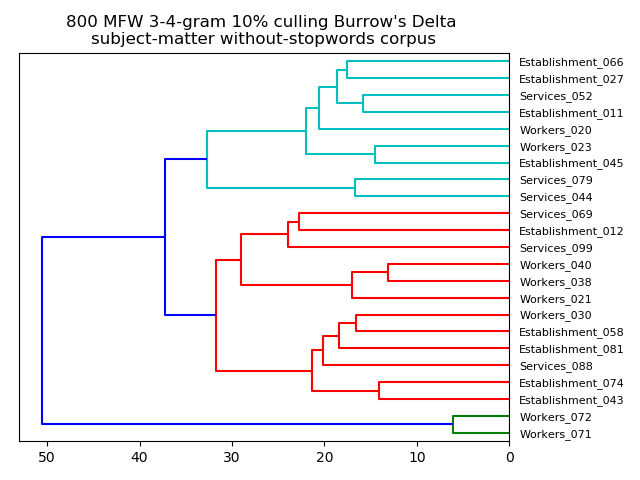 800 MFW 3-4-gram 10% culling Burrow's Delta
subject-matter without-stopwords corpus
Establishment_066
Establishment_027
Services_052
Establishment_011
Workers_020
Workers_023
Establishment_045
Services_079
Services_044
Services_069
Establishment_012
Services_099
Workers_040
Workers_038
Workers_021
Workers_030
Establishment_058
Establishment_081
Services_088
Establishment_074
Establishment_043
Workers_072
Workers_071
50 40 30 20 10 0